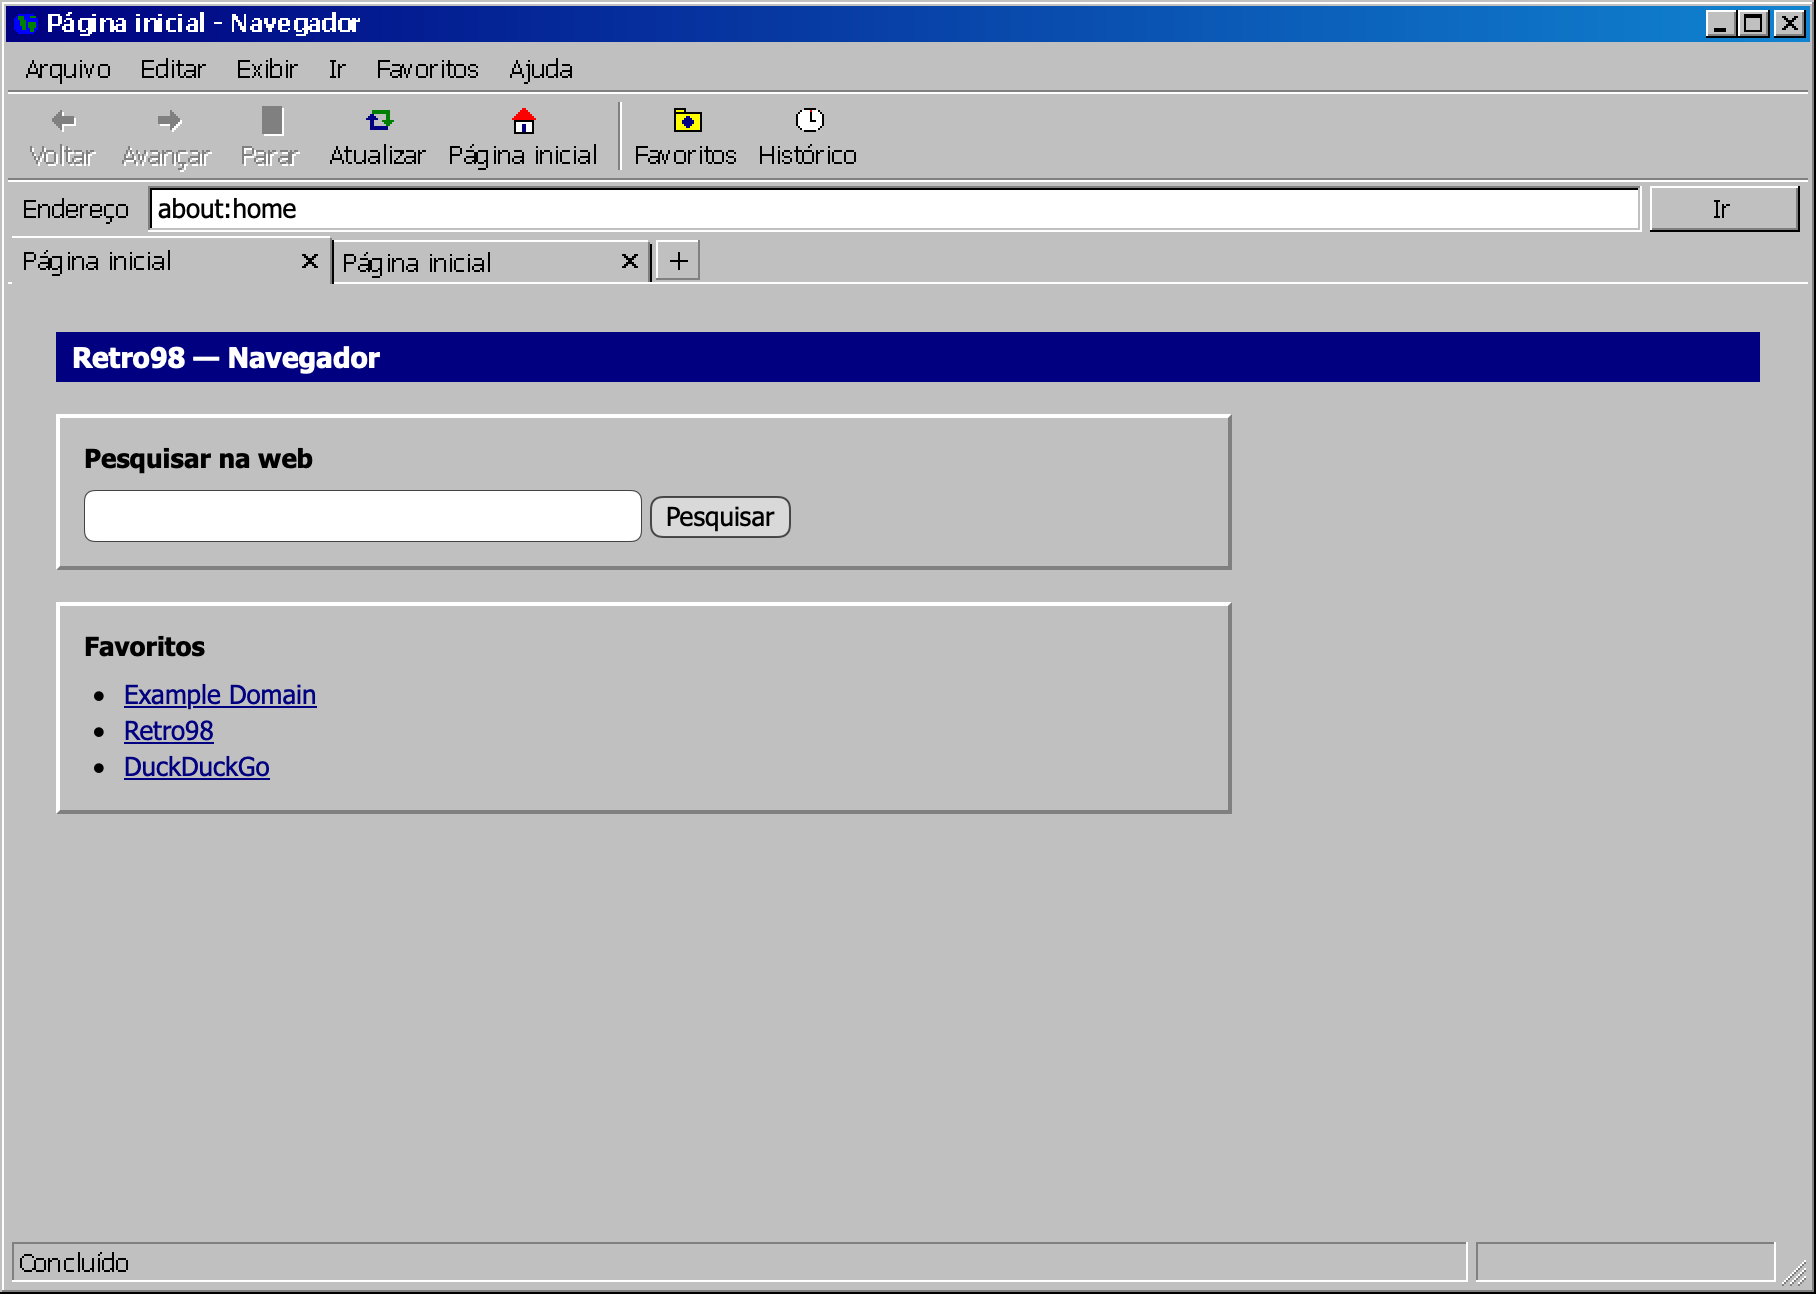 Página inicial - Navegador
Arquivo Editar Exibir Ir Favoritos Ajuda
Voltar Avançar Parar Atualizar Página inicial Favoritos Histórico
Endereço about:home Ir
Página inicial Página inicial
Retro98 — Navegador
Pesquisar na web
Pesquisar
Favoritos
Example Domain
Retro98
DuckDuckGo
Concluído